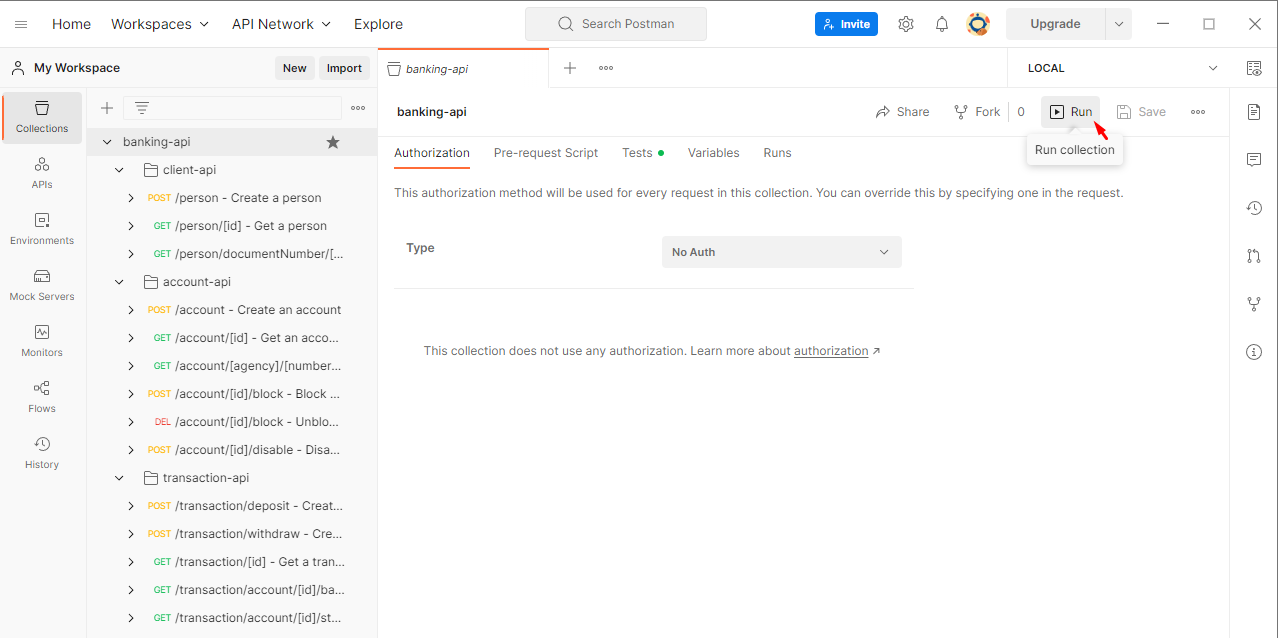 Home Workspaces API Network Explore Search Postman Invite Upgrade
My Workspace New Import banking-api LOCAL
Collections
APIs
Environments
Mock Servers
Monitors
Flows
History
banking-api
client-api
POST /person - Create a person
GET /person/[id] - Get a person
GET /person/documentNumber/[...
account-api
POST /account - Create an account
GET /account/[id] - Get an acco...
GET /account/[agency]/[number...
POST /account/[id]/block - Block ...
DEL /account/[id]/block - Unblo...
POST /account/[id]/disable - Disa...
transaction-api
POST /transaction/deposit - Creat...
POST /transaction/withdraw - Cre...
GET /transaction/[id] - Get a tran...
GET /transaction/account/[id]/ba...
GET /transaction/account/[id]/st...
banking-api Share Fork 0 Run Save
Run collection
Authorization Pre-request Script Tests Variables Runs
This authorization method will be used for every request in this collection. You can override this by specifying one in the request.
Type No Auth
This collection does not use any authorization. Learn more about authorization ↗